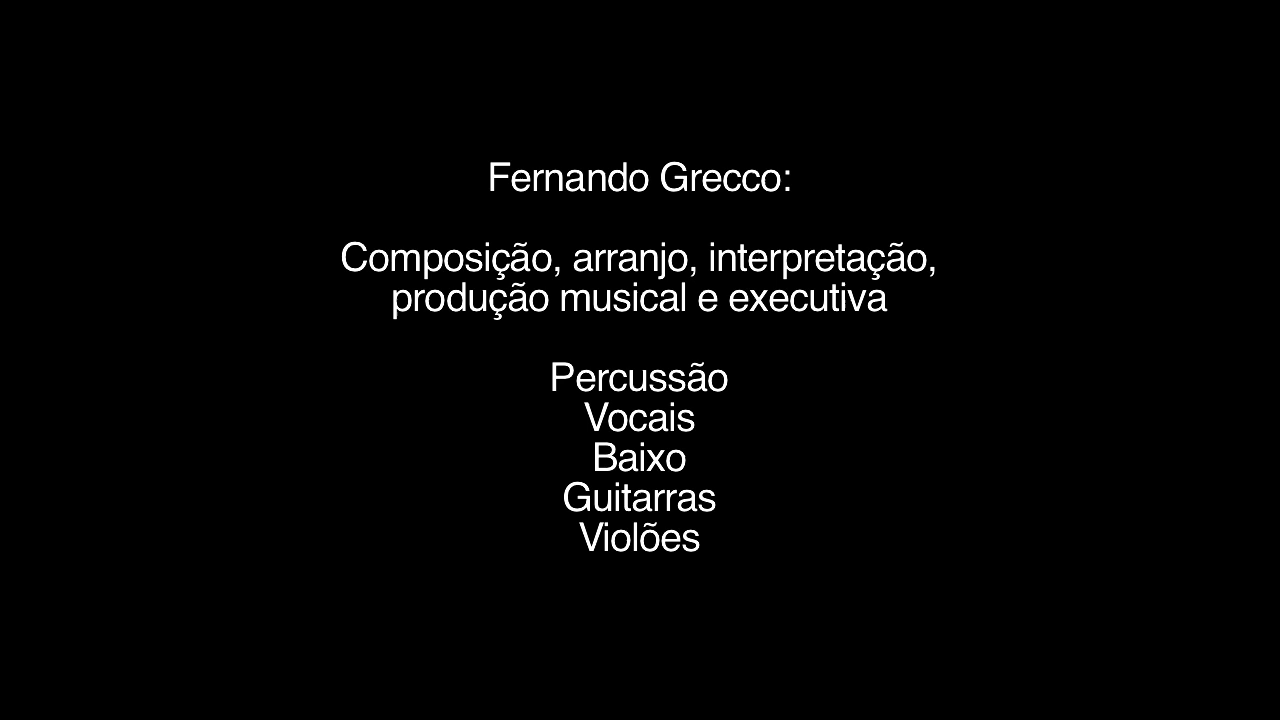 Fernando Grecco:
Composição, arranjo, interpretação,
produção musical e executiva
Percussão
Vocais
Baixo
Guitarras
Violões